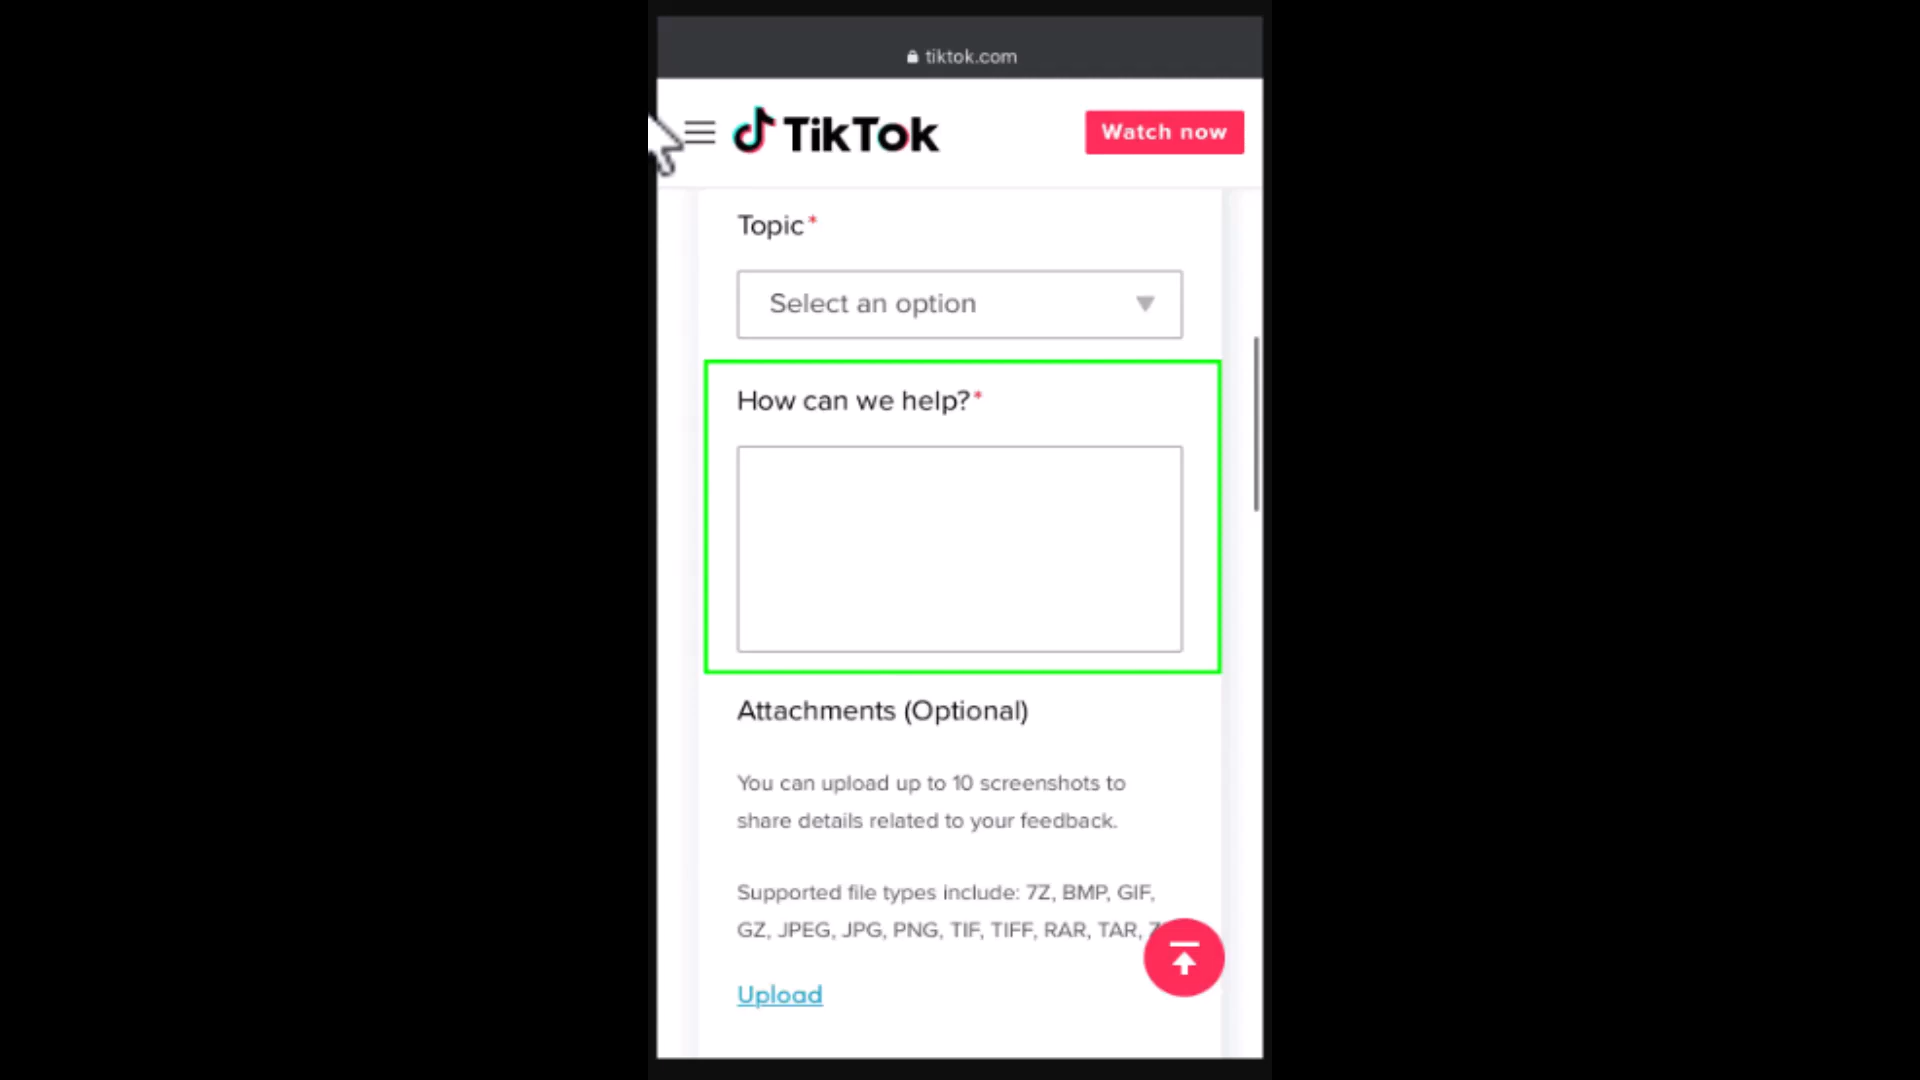 tiktok.com
TikTok
Watch now
Topic*
Select an option
How can we help?*
Attachments (Optional)
You can upload up to 10 screenshots to
share details related to your feedback.
Supported file types include: 7Z, BMP, GIF,
GZ, JPEG, JPG, PNG, TIF, TIFF, RAR, TAR,
Upload